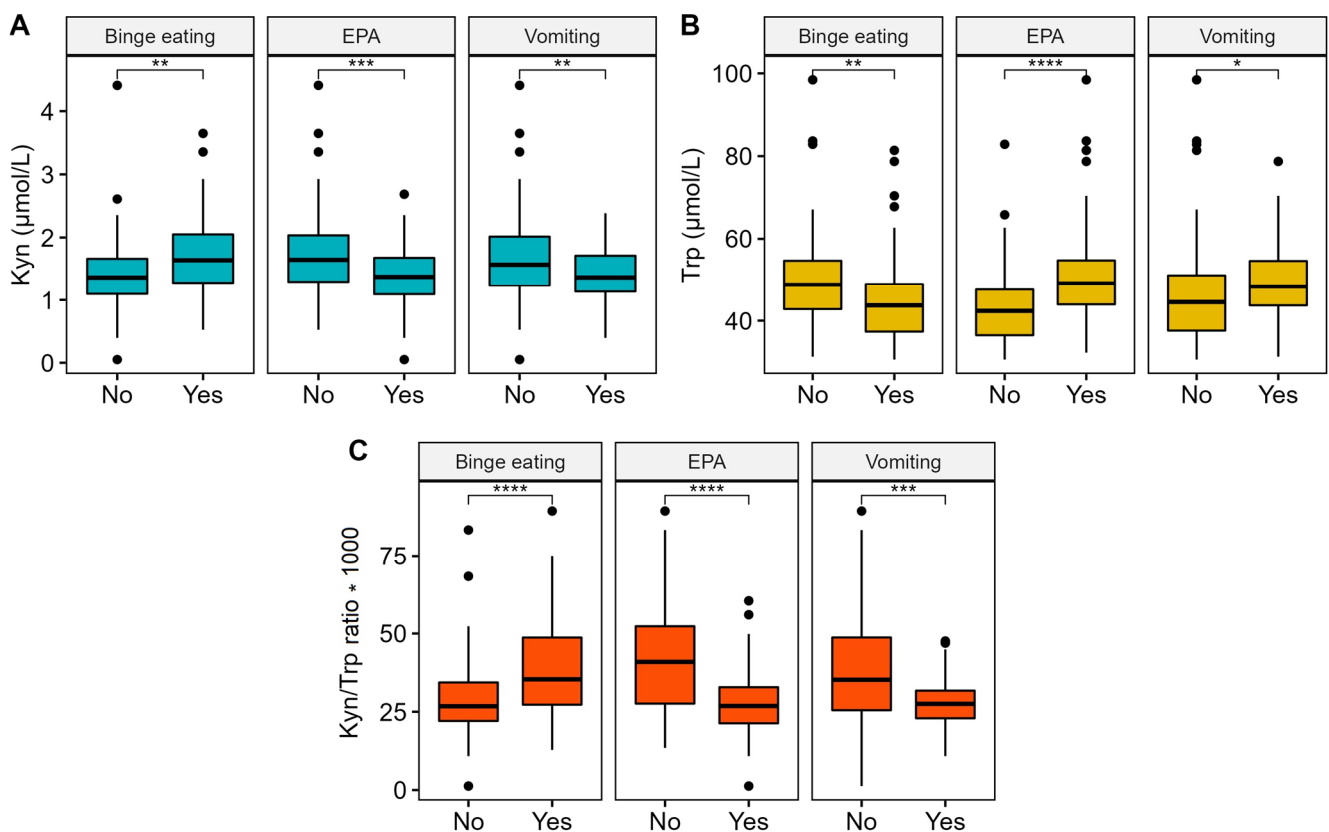 A
Binge eating
EPA
Vomiting
**
***
**
Kyn (µmol/L)
4
3
2
1
0
No
Yes
No
Yes
No
Yes
B
Binge eating
EPA
Vomiting
**
****
*
Trp (µmol/L)
100
80
60
40
No
Yes
No
Yes
No
Yes
C
Binge eating
EPA
Vomiting
****
****
***
Kyn/Trp ratio * 1000
75
50
25
0
No
Yes
No
Yes
No
Yes